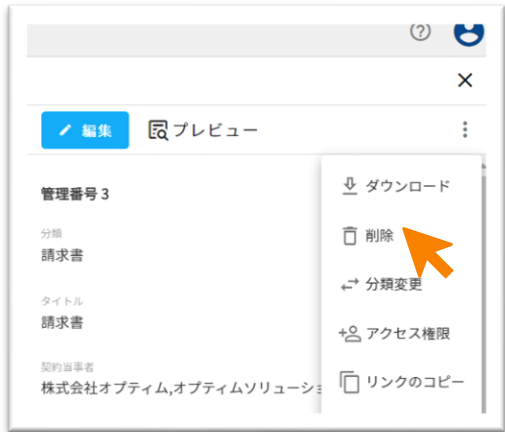 編集
プレビュー
管理番号 3
分類
請求書
タイトル
請求書
契約当事者
株式会社オプティム,オプティムソリューショ
ダウンロード
削除
分類変更
アクセス権限
リンクのコピー